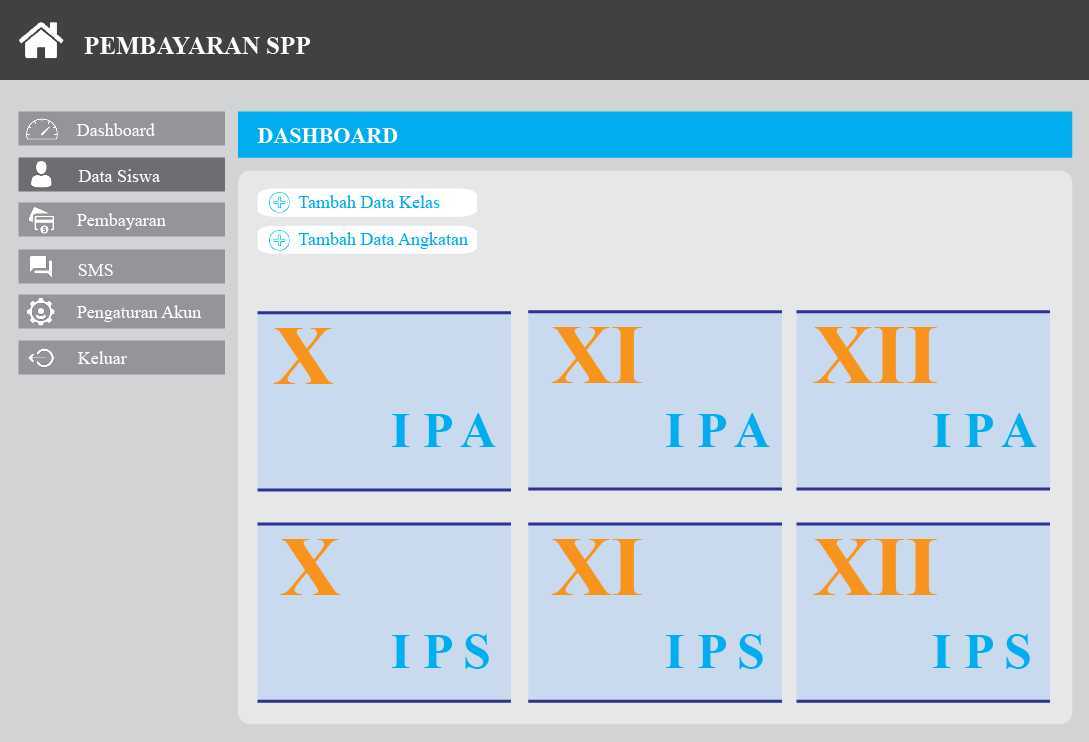 PEMBAYARAN SPP
Dashboard
Data Siswa
Pembayaran
SMS
Pengaturan Akun
Keluar
DASHBOARD
Tambah Data Kelas
Tambah Data Angkatan
X
IPA
XI
IPA
XII
IPA
X
IPS
XI
IPS
XII
IPS